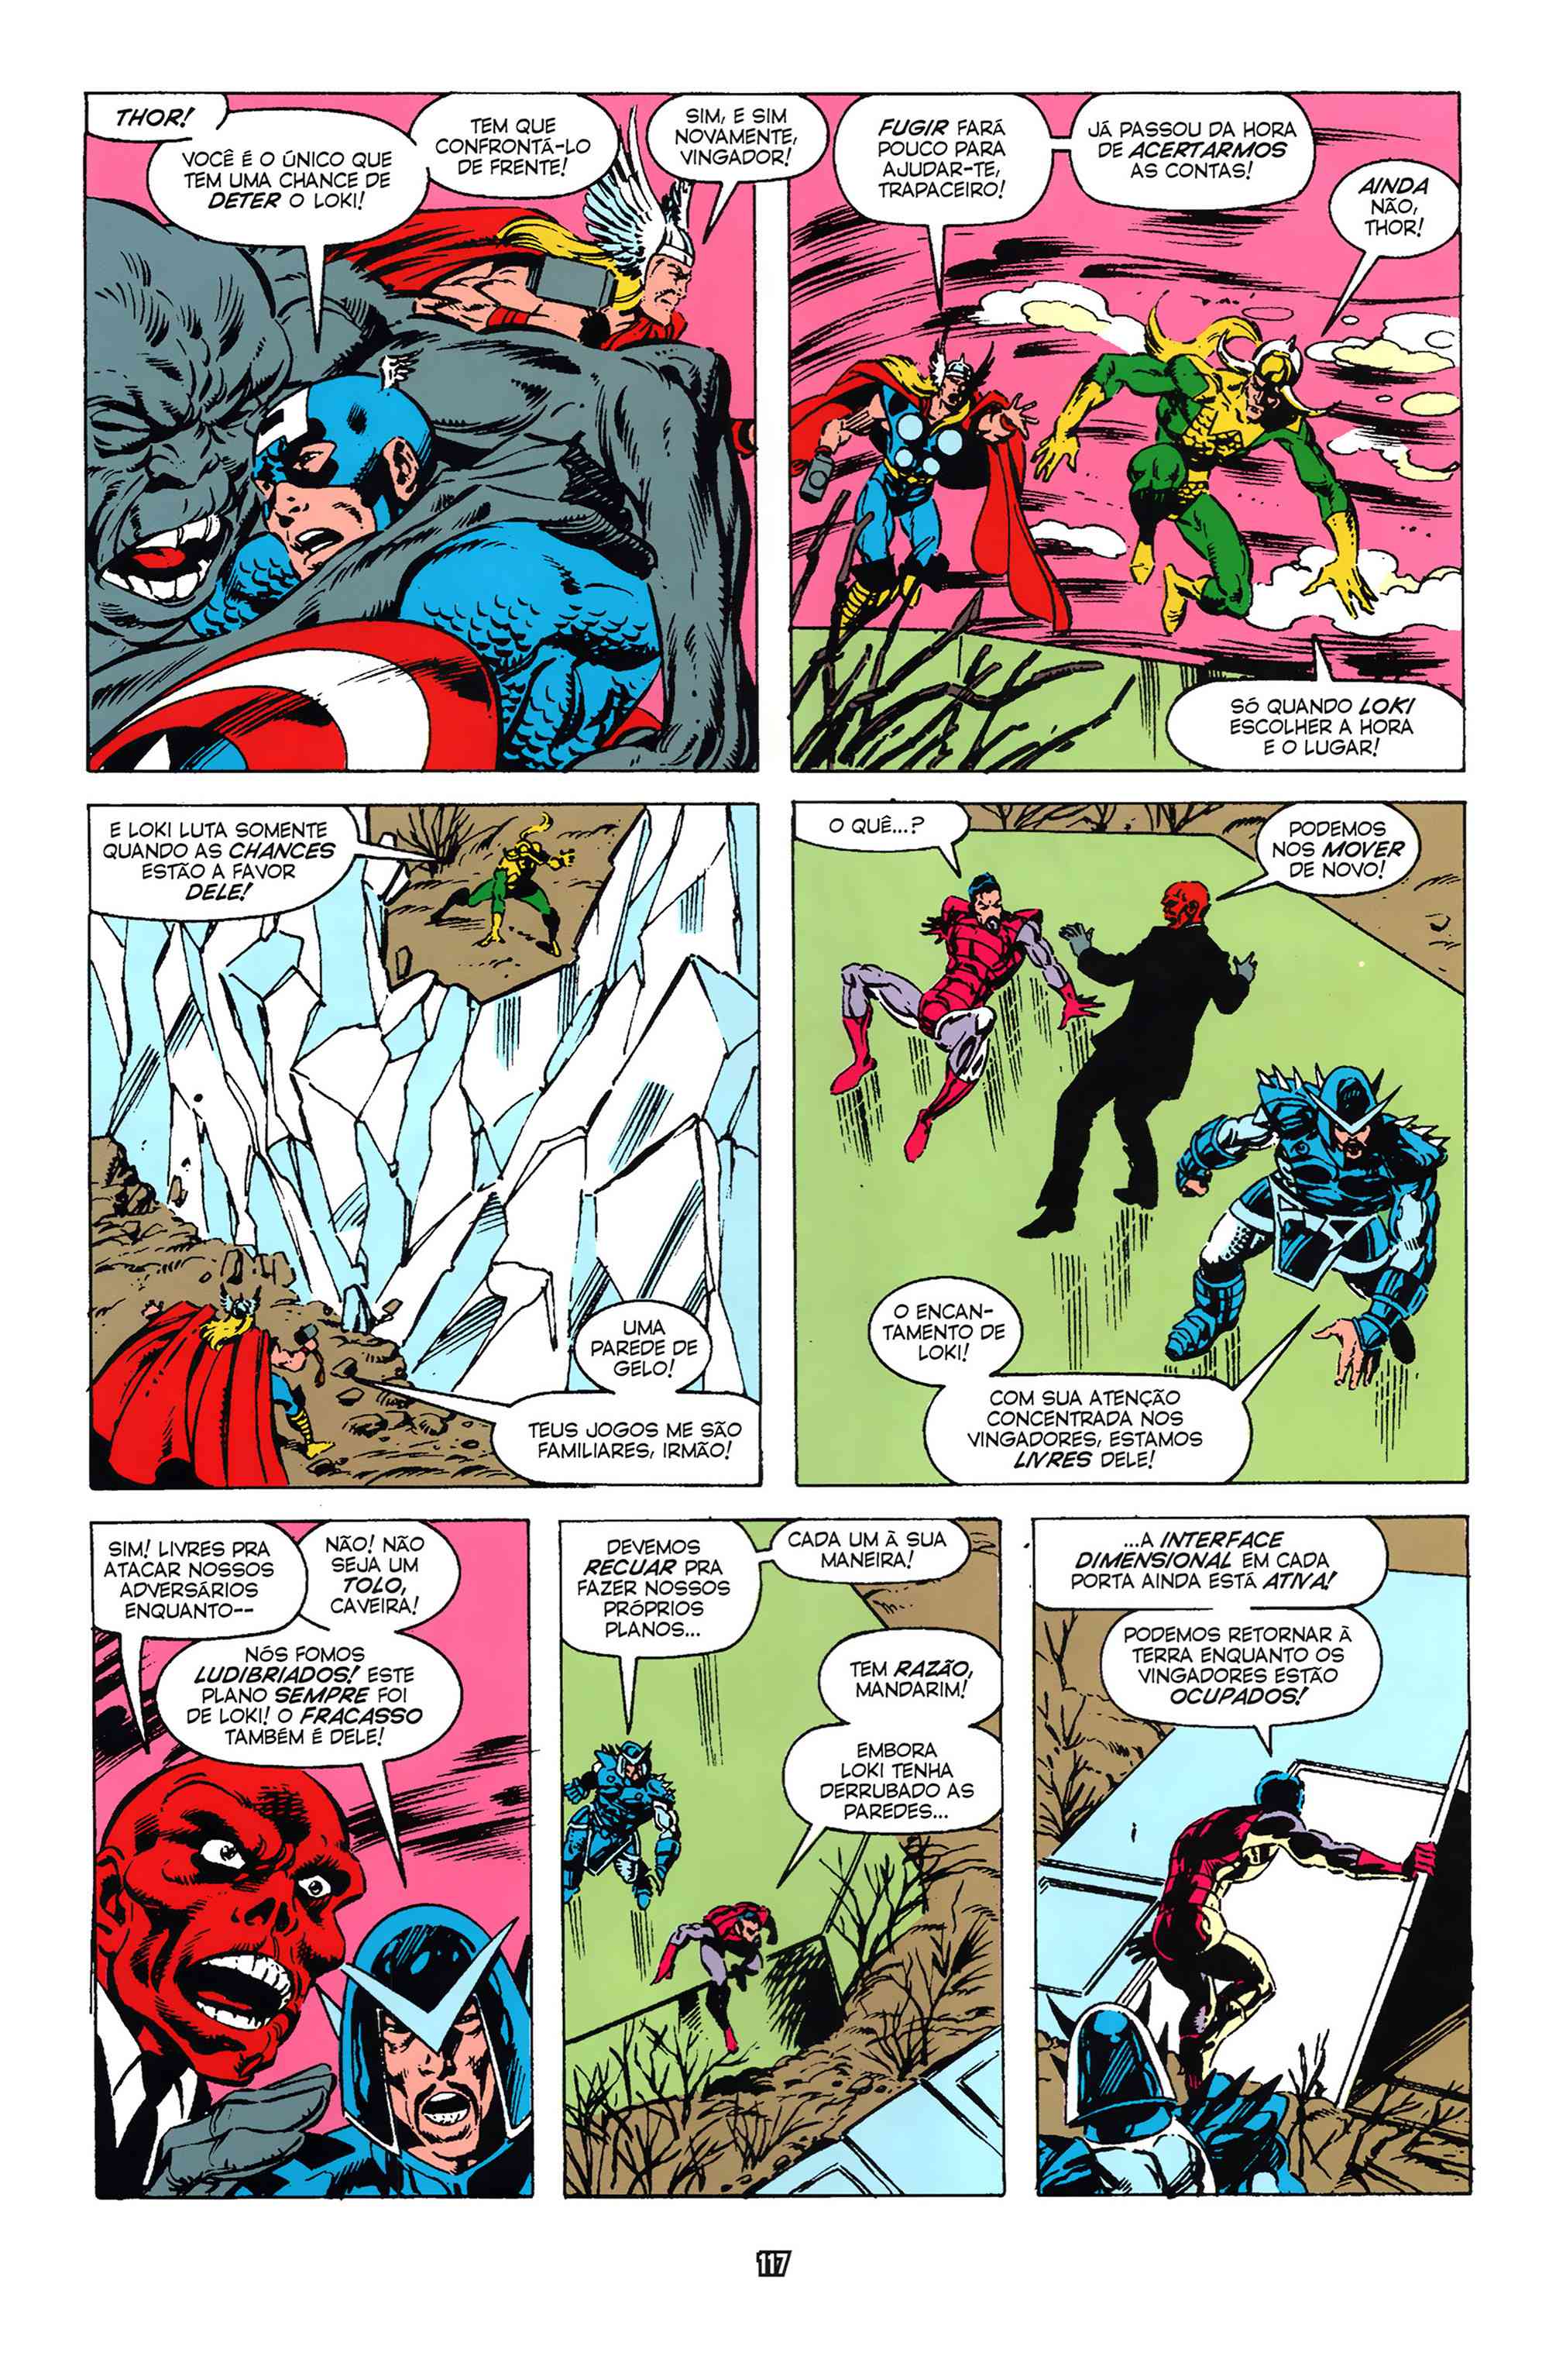 THOR!
VOCÊ É O ÚNICO QUE
TEM UMA CHANCE DE
DETER O LOKI!
TEM QUE
CONFRONTÁ-LO
DE FRENTE!
SIM, E SIM
NOVAMENTE,
VINGADOR!
FUGIR FARÁ
POUCO PARA
AJUDAR-TE,
TRAPACEIRO!
JÁ PASSOU DA HORA
DE ACERTARMOS
AS CONTAS!
AINDA
NÃO,
THOR!
SÓ QUANDO LOKI
ESCOLHER A HORA
E O LUGAR!
E LOKI LUTA SOMENTE
QUANDO AS CHANCES
ESTÃO A FAVOR
DELE!
UMA
PAREDE DE
GELO!
TEUS JOGOS ME SÃO
FAMILIARES, IRMÃO!
O QUÊ...?
PODEMOS
NOS MOVER
DE NOVO!
O ENCAN-
TAMENTO DE
LOKI!
COM SUA ATENÇÃO
CONCENTRADA NOS
VINGADORES, ESTAMOS
LIVRES DELE!
SIM! LIVRES PRA
ATACAR NOSSOS
ADVERSÁRIOS
ENQUANTO--
NÃO! NÃO
SEJA UM
TOLO,
CAVEIRA!
NÓS FOMOS
LUDIBRIADOS! ESTE
PLANO SEMPRE FOI
DE LOKI! O FRACASSO
TAMBÉM É DELE!
DEVEMOS
RECUAR PRA
FAZER NOSSOS
PRÓPRIOS
PLANOS...
CADA UM À SUA
MANEIRA!
TEM RAZÃO,
MANDARIM!
EMBORA
LOKI TENHA
DERRUBADO AS
PAREDES...
...A INTERFACE
DIMENSIONAL EM CADA
PORTA AINDA ESTÁ ATIVA!
PODEMOS RETORNAR À
TERRA ENQUANTO OS
VINGADORES ESTÃO
OCUPADOS!
117